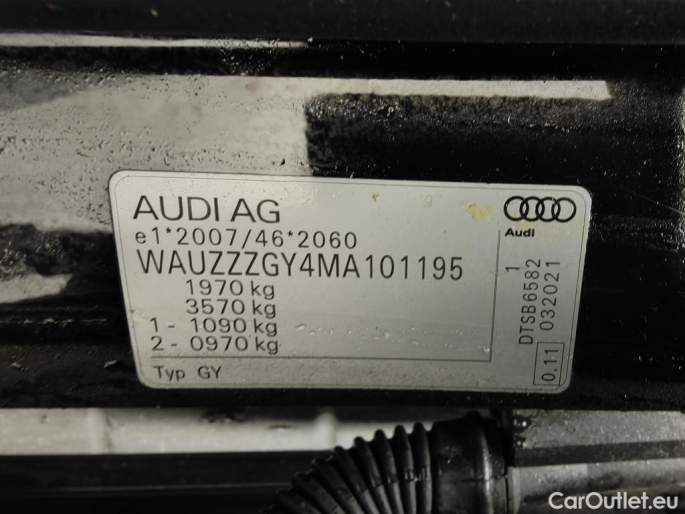 AUDI AG
Audi
e1*2007/46*2060
WAUZZZGY4MA101195
1970 kg
3570 kg
1 - 1090 kg
2 - 0970 kg
Typ GY
DTSB6582 1
0.11 032021
CarOutlet.eu